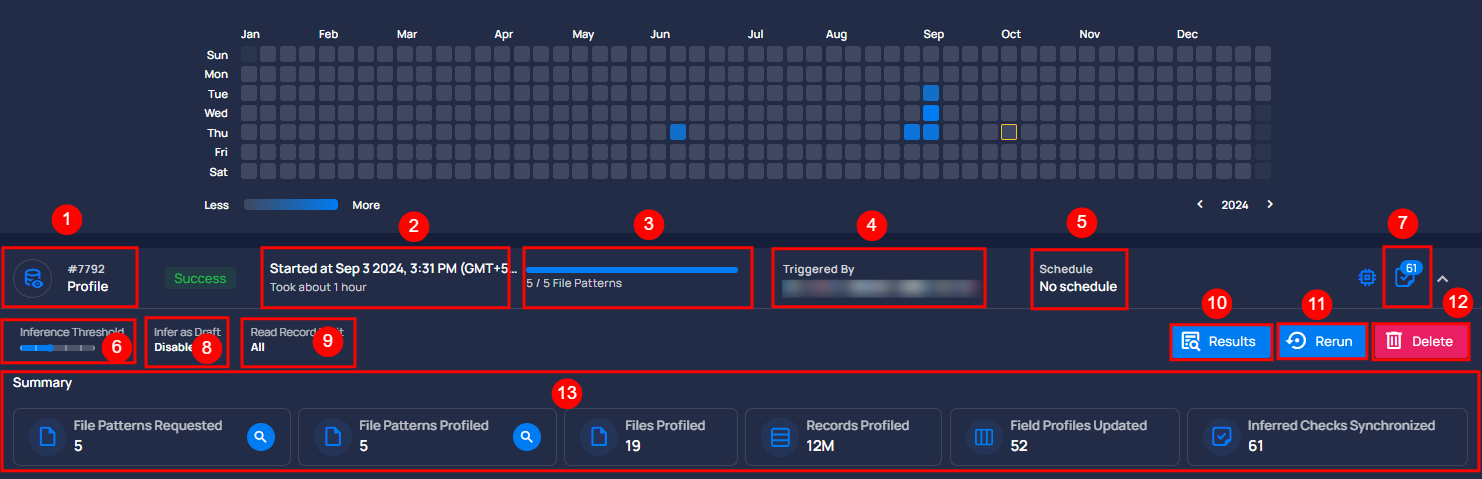 Jan Feb Mar Apr May Jun Jul Aug Sep Oct Nov Dec
Sun
Mon
Tue
Wed
Thu
Fri
Sat
Less More
2024
1
2
3
4
5
7
#7792
Profile
Success
Started at Sep 3 2024, 3:31 PM (GMT+5...
Took about 1 hour
5 / 5 File Patterns
Triggered By
Schedule
No schedule
61
10
11
12
Inference Threshold
6
Infer as Draft
Disable
8
Read Record
All
9
Results
Rerun
Delete
Summary
13
File Patterns Requested
5
File Patterns Profiled
5
Files Profiled
19
Records Profiled
12M
Field Profiles Updated
52
Inferred Checks Synchronized
61